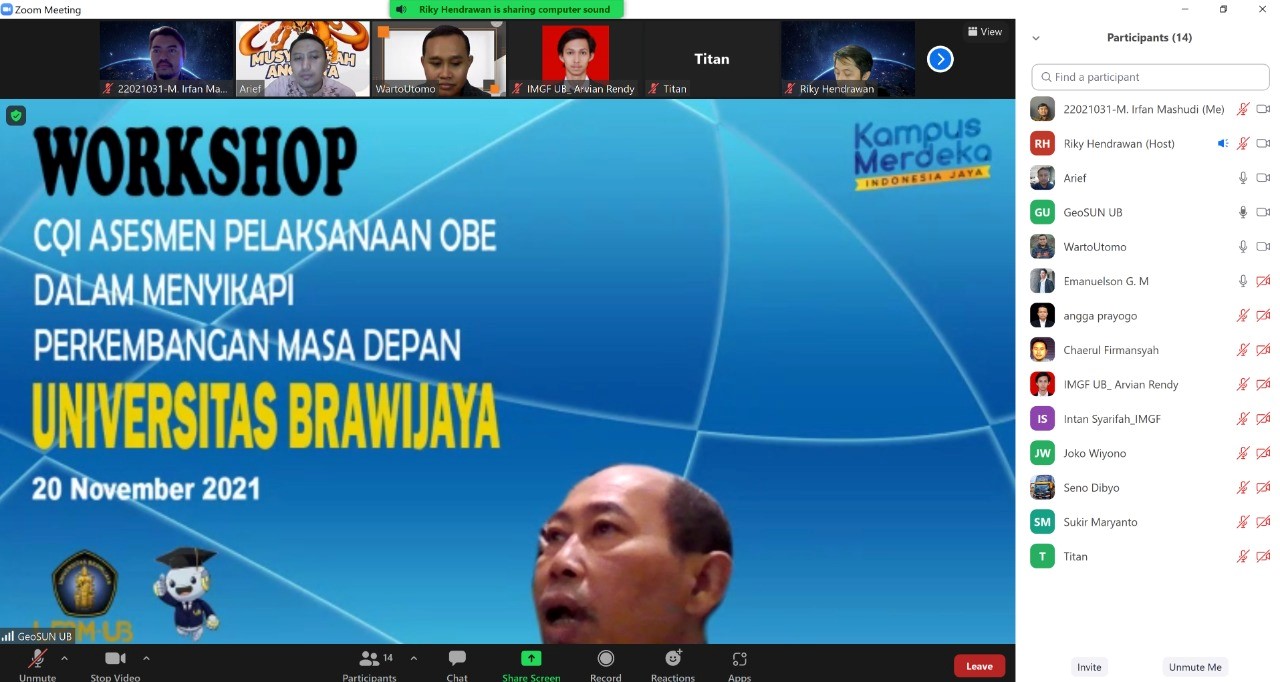 Zoom Meeting
Riky Hendrawan is sharing computer sound
View
22021031-M. Irfan Ma...
Arief
WartoUtomo
IMGF UB_ Arvian Rendy
Titan
Titan
Riky Hendrawan
WORKSHOP
CQI ASESMEN PELAKSANAAN OBE
DALAM MENYIKAPI
PERKEMBANGAN MASA DEPAN
UNIVERSITAS BRAWIJAYA
20 November 2021
Kampus
Merdeka
INDONESIA JAYA
UNIVERSITAS BRAWIJAYA
GeoSUN UB
Participants (14)
Find a participant
22021031-M. Irfan Mashudi (Me)
RH Riky Hendrawan (Host)
Arief
GU GeoSUN UB
WartoUtomo
Emanuelson G. M
angga prayogo
Chaerul Firmansyah
IMGF UB_ Arvian Rendy
IS Intan Syarifah_IMGF
JW Joko Wiyono
Seno Dibyo
SM Sukir Maryanto
T Titan
Unmute
Stop Video
Participants 14
Chat
Share Screen
Record
Reactions
Apps
Leave
Invite
Unmute Me